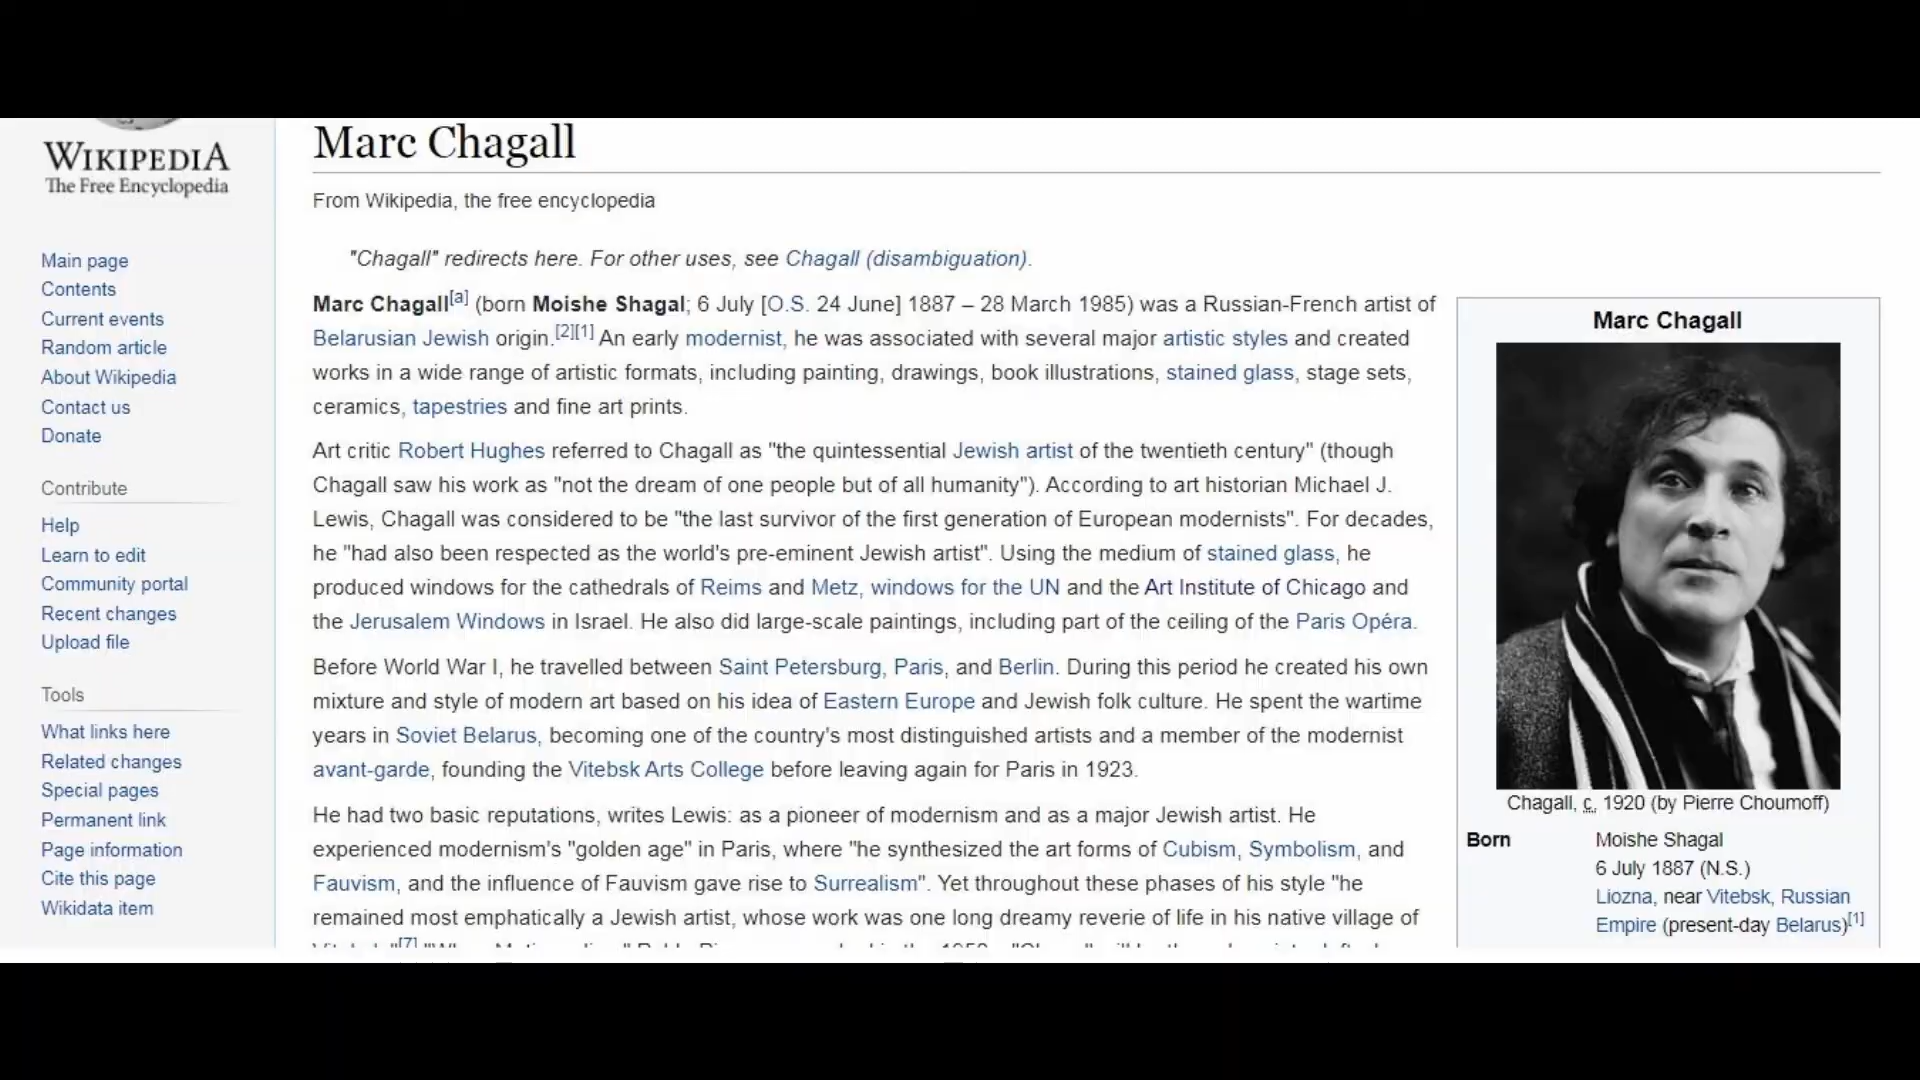 WIKIPEDIA
The Free Encyclopedia
Main page
Contents
Current events
Random article
About Wikipedia
Contact us
Donate
Contribute
Help
Learn to edit
Community portal
Recent changes
Upload file
Tools
What links here
Related changes
Special pages
Permanent link
Page information
Cite this page
Wikidata item
Marc Chagall
From Wikipedia, the free encyclopedia
"Chagall" redirects here. For other uses, see Chagall (disambiguation).
Marc Chagall[a] (born Moishe Shagal; 6 July [O.S. 24 June] 1887 – 28 March 1985) was a Russian-French artist of
Belarusian Jewish origin.[2][1] An early modernist, he was associated with several major artistic styles and created
works in a wide range of artistic formats, including painting, drawings, book illustrations, stained glass, stage sets,
ceramics, tapestries and fine art prints.
Art critic Robert Hughes referred to Chagall as "the quintessential Jewish artist of the twentieth century" (though
Chagall saw his work as "not the dream of one people but of all humanity"). According to art historian Michael J.
Lewis, Chagall was considered to be "the last survivor of the first generation of European modernists". For decades,
he "had also been respected as the world's pre-eminent Jewish artist". Using the medium of stained glass, he
produced windows for the cathedrals of Reims and Metz, windows for the UN and the Art Institute of Chicago and
the Jerusalem Windows in Israel. He also did large-scale paintings, including part of the ceiling of the Paris Opéra.
Before World War I, he travelled between Saint Petersburg, Paris, and Berlin. During this period he created his own
mixture and style of modern art based on his idea of Eastern Europe and Jewish folk culture. He spent the wartime
years in Soviet Belarus, becoming one of the country's most distinguished artists and a member of the modernist
avant-garde, founding the Vitebsk Arts College before leaving again for Paris in 1923.
He had two basic reputations, writes Lewis: as a pioneer of modernism and as a major Jewish artist. He
experienced modernism's "golden age" in Paris, where "he synthesized the art forms of Cubism, Symbolism, and
Fauvism, and the influence of Fauvism gave rise to Surrealism". Yet throughout these phases of his style "he
remained most emphatically a Jewish artist, whose work was one long dreamy reverie of life in his native village of
Marc Chagall
Chagall, c. 1920 (by Pierre Choumoff)
Born
Moishe Shagal
6 July 1887 (N.S.)
Liozna, near Vitebsk, Russian
Empire (present-day Belarus)[1]